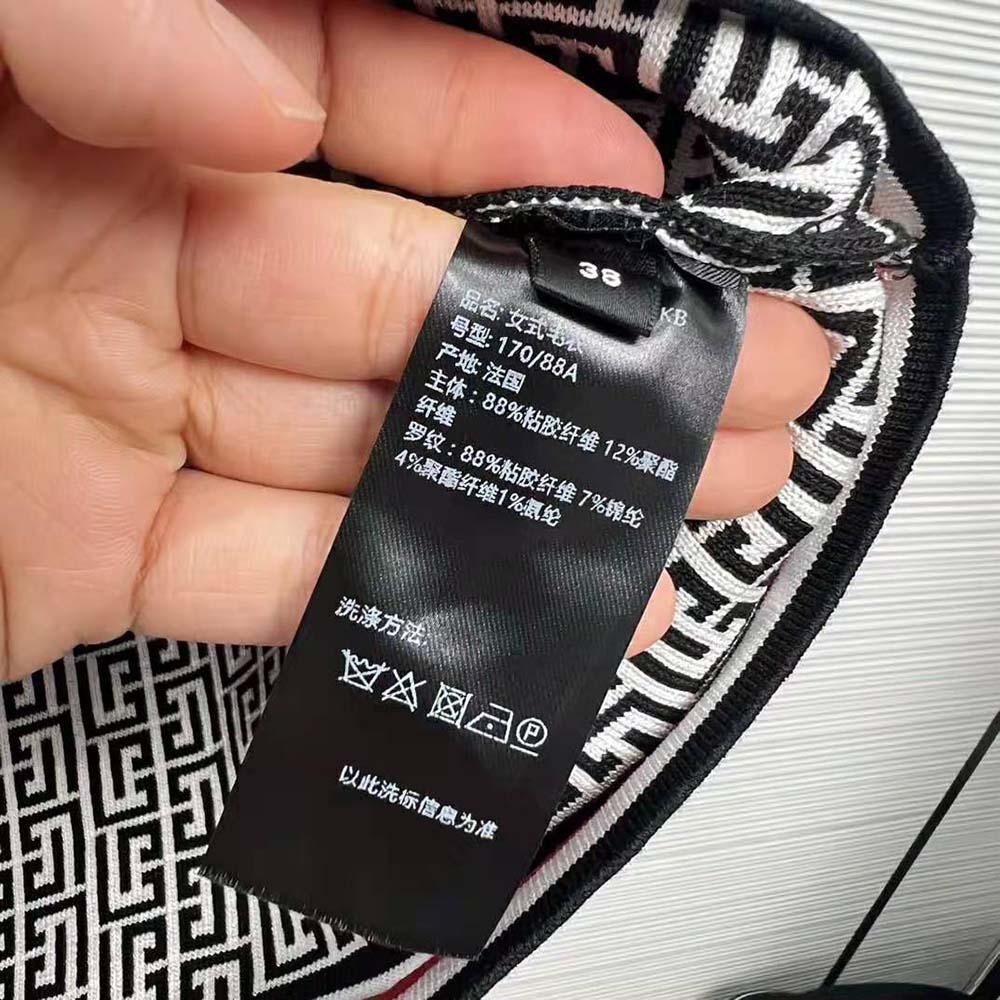 38
KB
品名: 女式毛衣
号型: 170/88A
产地: 法国
主体：88%粘胶纤维 12%聚酯
纤维
罗纹：88%粘胶纤维 7%锦纶
4%聚酯纤维1%氨纶
洗涤方法:
P
以此洗标信息为准